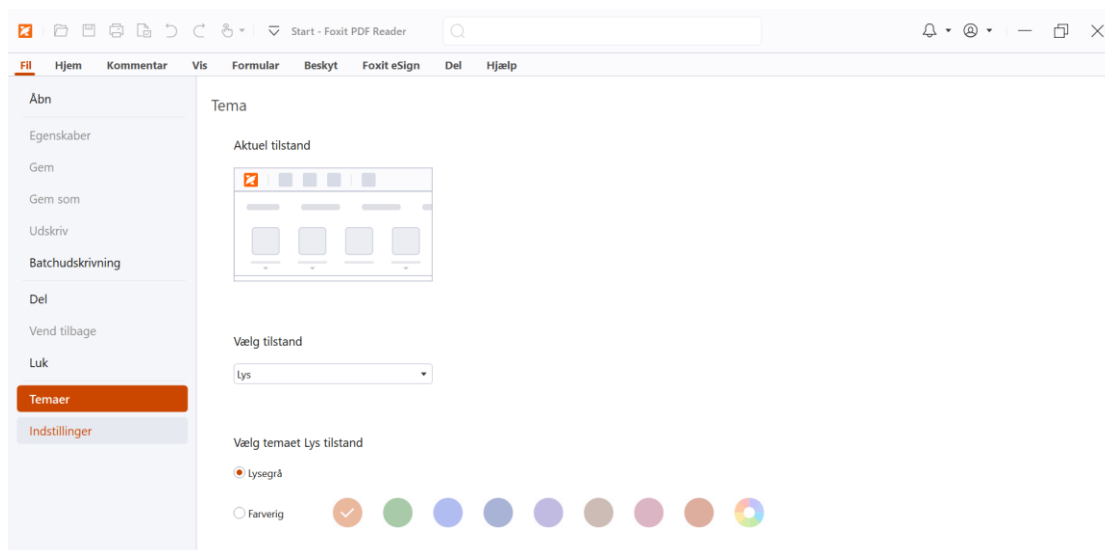 Start - Foxit PDF Reader
Fil Hjem Kommentar Vis Formular Beskyt Foxit eSign Del Hjælp
Åbn
Egenskaber
Gem
Gem som
Udskriv
Batchudskrivning
Del
Vend tilbage
Luk
Temaer
Indstillinger
Tema
Aktuel tilstand
Vælg tilstand
Lys
Vælg temaet Lys tilstand
Lysegrå
Farverig